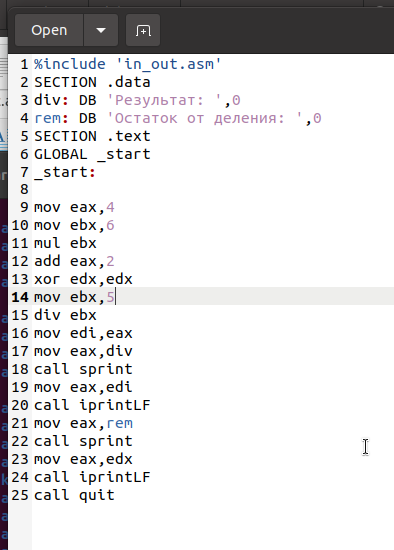 Open
1 %include 'in_out.asm'
2 SECTION .data
3 div: DB 'Результат: ',0
4 rem: DB 'Остаток от деления: ',0
5 SECTION .text
6 GLOBAL _start
7 _start:
8
9 mov eax,4
10 mov ebx,6
11 mul ebx
12 add eax,2
13 xor edx,edx
14 mov ebx,5
15 div ebx
16 mov edi,eax
17 mov eax,div
18 call sprint
19 mov eax,edi
20 call iprintLF
21 mov eax,rem
22 call sprint
23 mov eax,edx
24 call iprintLF
25 call quit